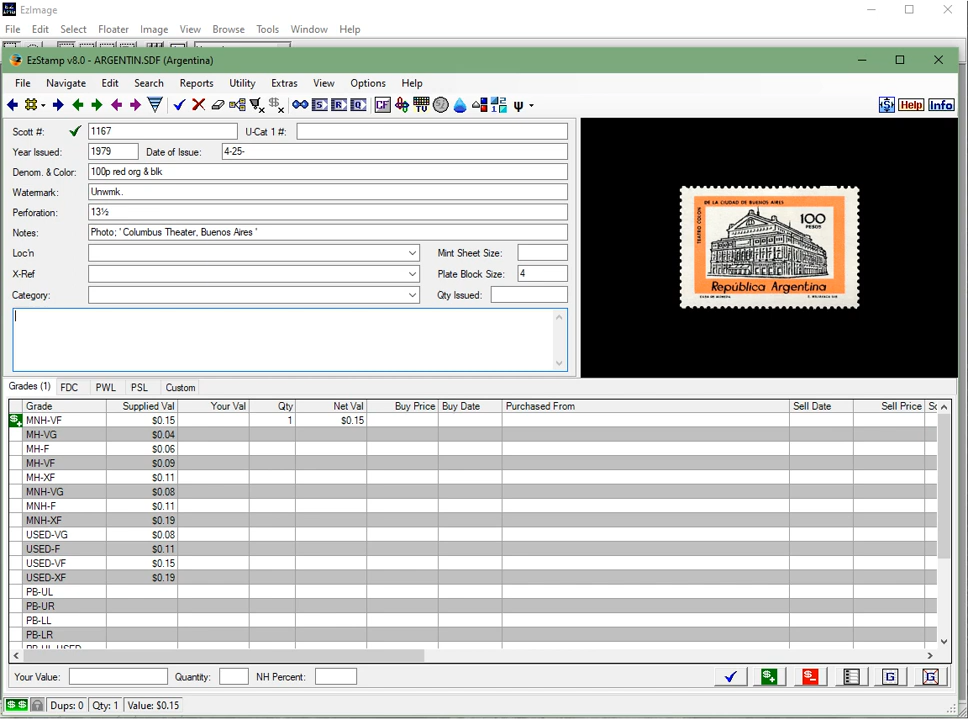 EzImage
File Edit Select Floater Image View Browse Tools Window Help
EzStamp v8.0 - ARGENTIN.SDF (Argentina)
File Navigate Edit Search Reports Utility Extras View Options Help
S R Q CF Help Info
Scott #: 1167 U-Cat 1 #:
Year Issued: 1979 Date of Issue: 4-25-
Denom. & Color: 100p red org & blk
Watermark: Unwmk.
Perforation: 13½
Notes: Photo; ' Columbus Theater, Buenos Aires '
Loc'n Mint Sheet Size:
X-Ref Plate Block Size: 4
Category: Qty Issued:
DE LA CIUDAD DE BUENOS AIRES
TEATRO COLON
100
PESOS
República Argentina
CASA DE MONEDA
Grades (1) FDC PWL PSL Custom
Grade Supplied Val Your Val Qty Net Val Buy Price Buy Date Purchased From Sell Date Sell Price Sc
MNH-VF $0.15 1 $0.15
MH-VG $0.04
MH-F $0.06
MH-VF $0.09
MH-XF $0.11
MNH-VG $0.08
MNH-F $0.11
MNH-XF $0.19
USED-VG $0.08
USED-F $0.11
USED-VF $0.15
USED-XF $0.19
PB-UL
PB-UR
PB-LL
PB-LR
PB-UL-USED
Your Value: Quantity: NH Percent: G G
$$ Dups: 0 Qty: 1 Value: $0.15